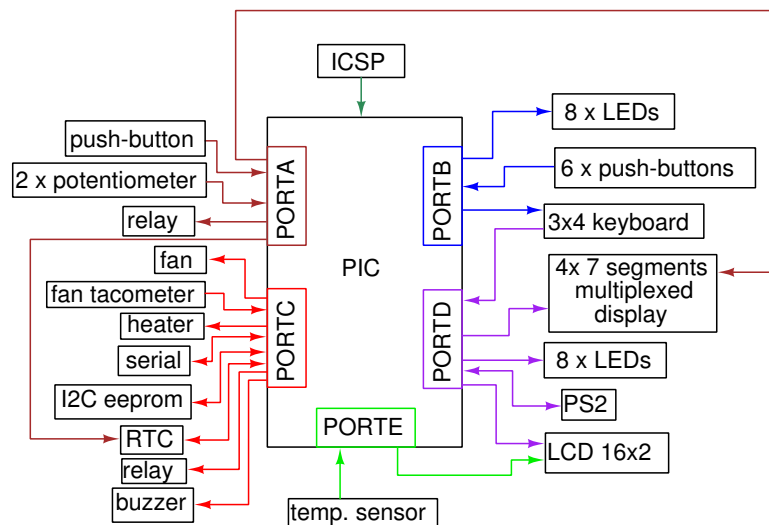 ICSP
8 x LEDs
push-button
6 x push-buttons
2 x potentiometer
PORTA
PORTB
relay
3x4 keyboard
PIC
fan
4x 7 segments
multiplexed
display
fan tacometer
PORTC
PORTD
heater
serial
8 x LEDs
I2C eeprom
PS2
PORTE
RTC
LCD 16x2
relay
buzzer
temp. sensor